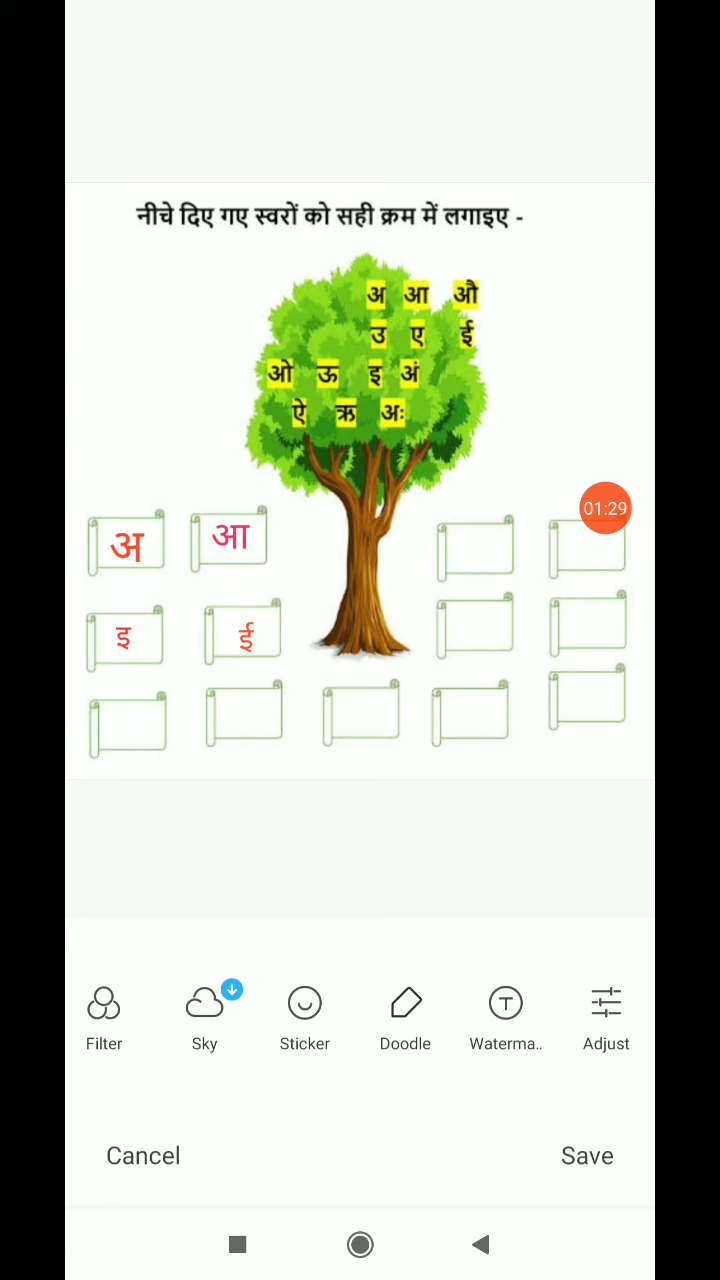 नीचे दिए गए स्वरों को सही क्रम में लगाइए -
अ आ औ
उ ए ई
ओ ऊ इ अं
ऐ ऋ अः
01:29
अ आ
इ ई
Filter Sky Sticker Doodle Waterma.. Adjust
Cancel Save